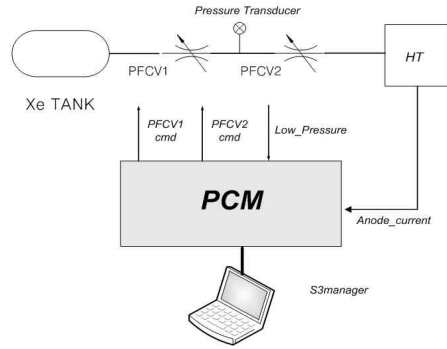 Pressure Transducer
PFCV1
PFCV2
HT
Xe TANK
PFCV1
cmd
PFCV2
cmd
Low_Pressure
PCM
Anode_current
S3manager